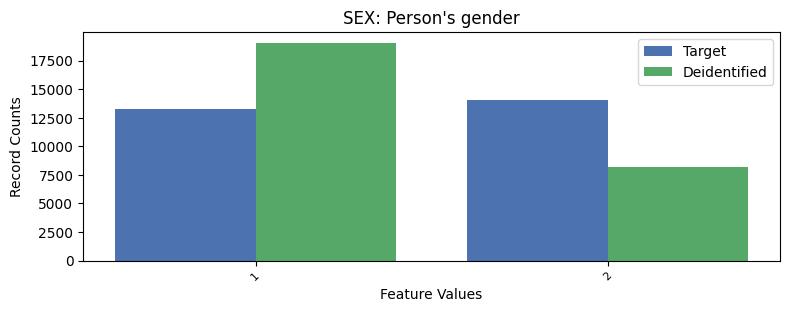 SEX: Person's gender
Target
Deidentified
Record Counts
17500
15000
12500
10000
7500
5000
2500
0
1
2
Feature Values